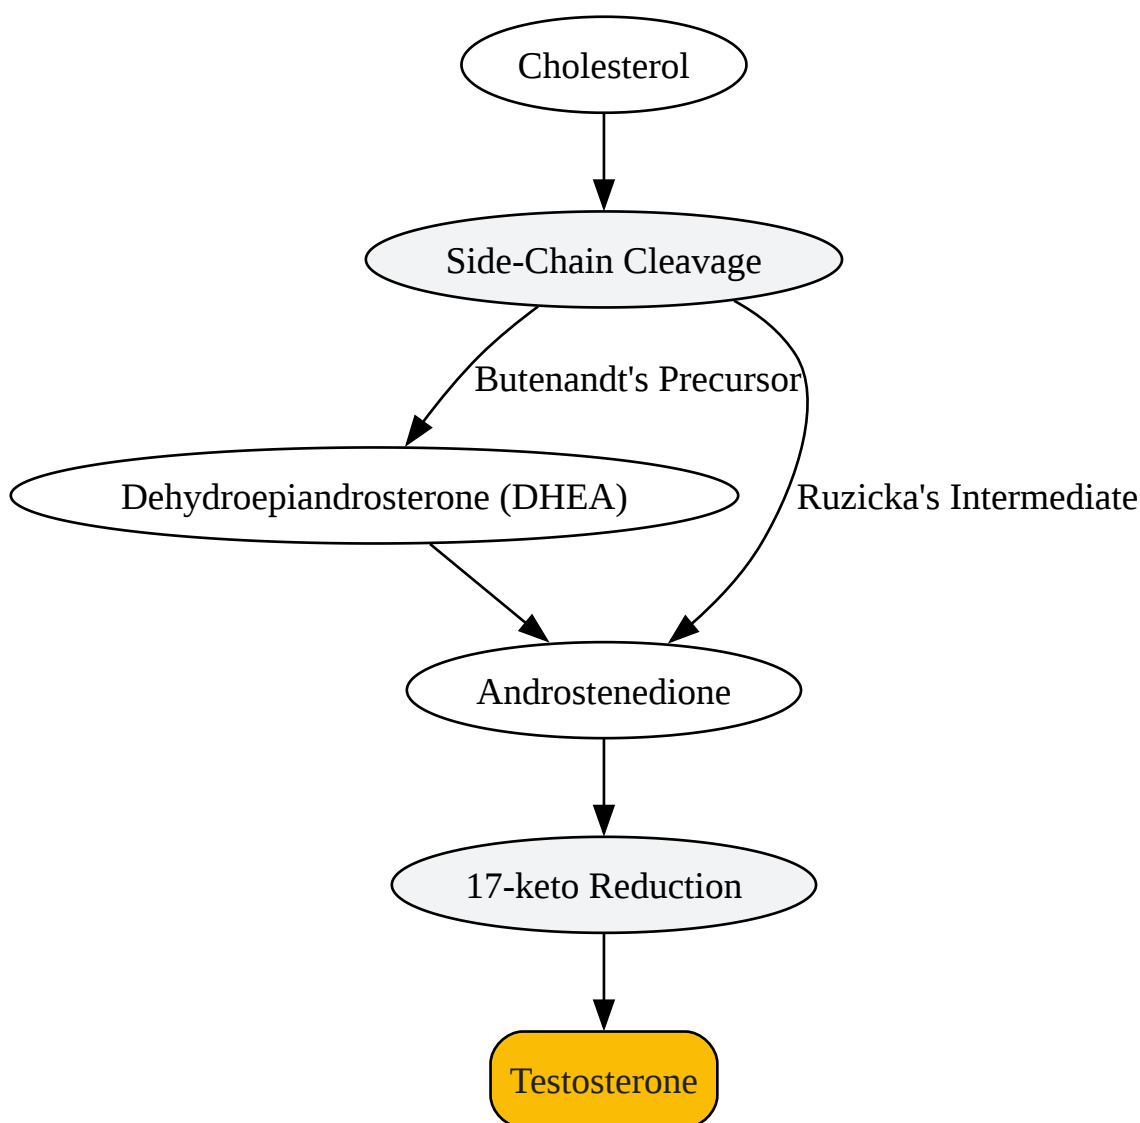 Cholesterol
Side-Chain Cleavage
Butenandt's Precursor
Dehydroepiandrosterone (DHEA)
Ruzicka's Intermediate
Androstenedione
17-keto Reduction
Testosterone